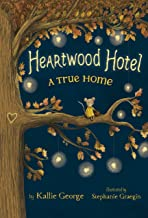 Heartwood Hotel
A TRUE HOME
by Kallie George
illustrated by
Stephanie Graegin